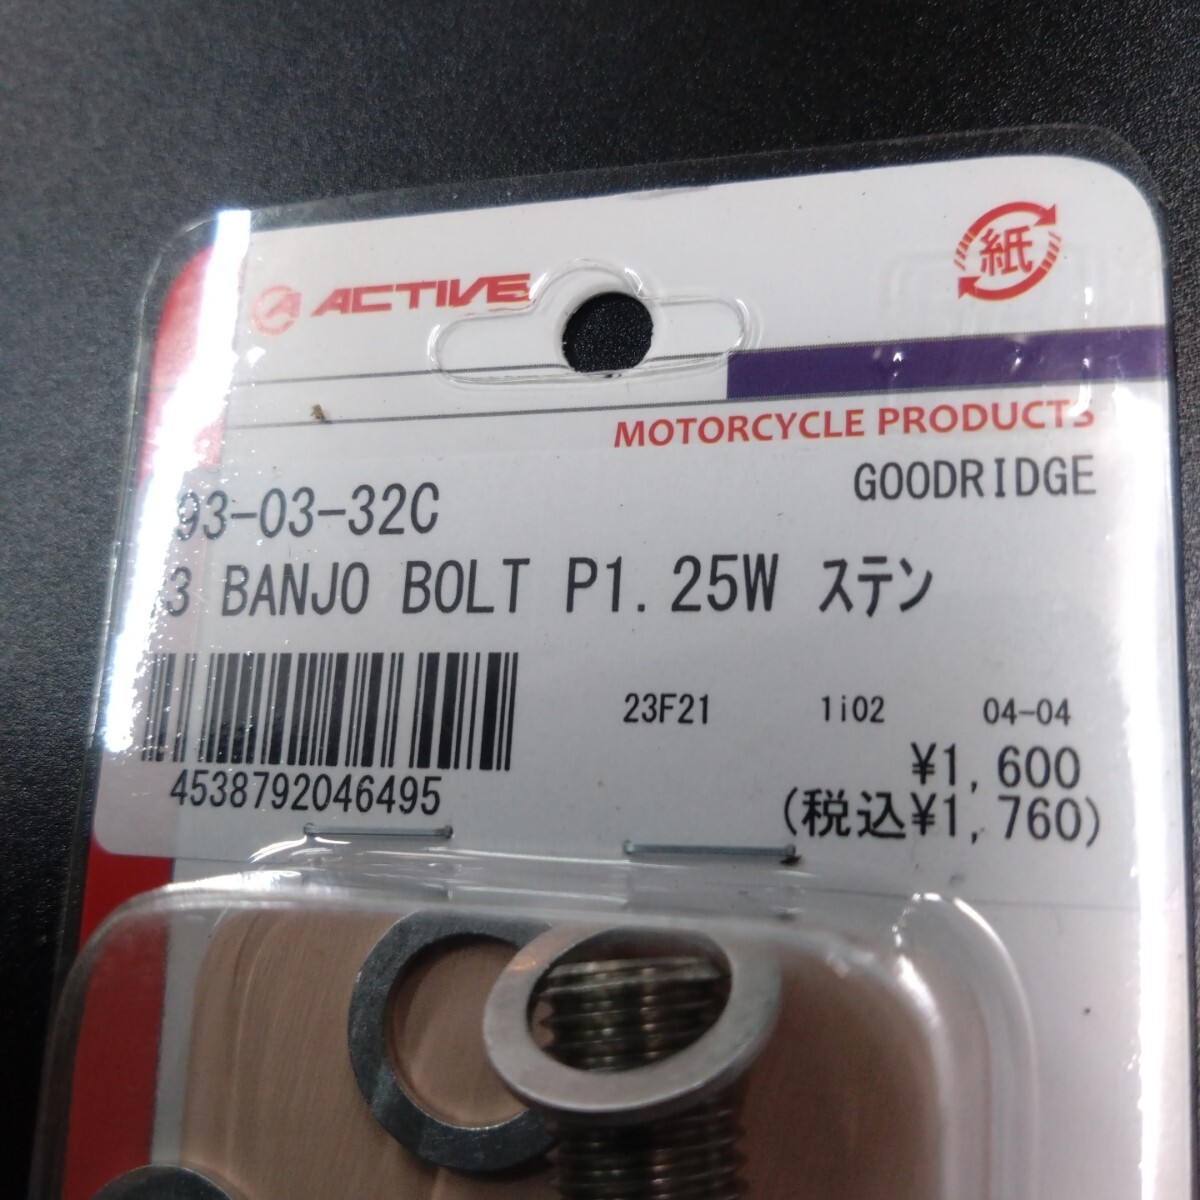 紙
ACTIVE
MOTORCYCLE PRODUCTS
GOODRIDGE
93-03-32C
3 BANJO BOLT P1.25W ステン
23F21 1i02 04-04
4538792046495
¥1,600
(税込¥1,760)